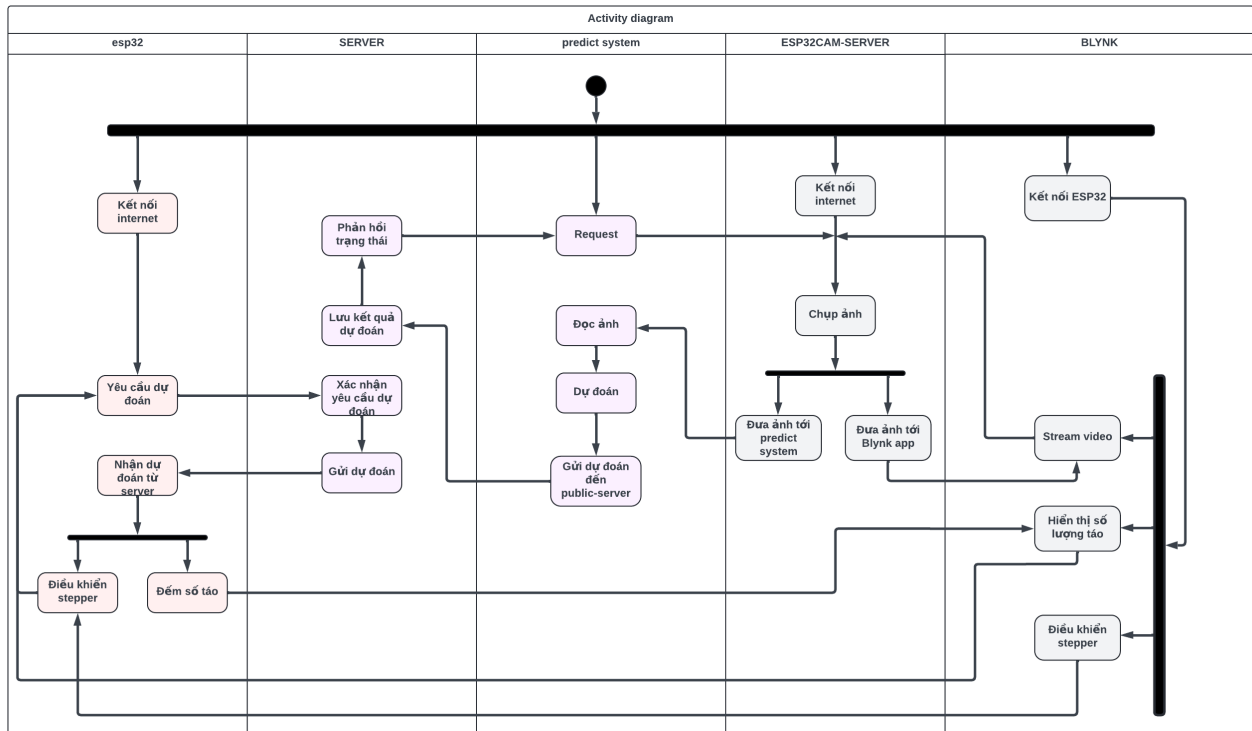 Activity diagram
esp32
SERVER
predict system
ESP32CAM-SERVER
BLYNK
Kết nối
internet
Kết nối
internet
Kết nối ESP32
Phản hồi
trạng thái
Request
Lưu kết quả
dự đoán
Đọc ảnh
Chụp ảnh
Yêu cầu dự
đoán
Xác nhận
yêu cầu dự
đoán
Dự đoán
Đưa ảnh tới
predict
system
Đưa ảnh tới
Blynk app
Stream video
Nhận dự
đoán từ
server
Gửi dự đoán
Gửi dự đoán
đến
public-server
Hiển thị số
lượng táo
Điều khiển
stepper
Đếm số táo
Điều khiển
stepper